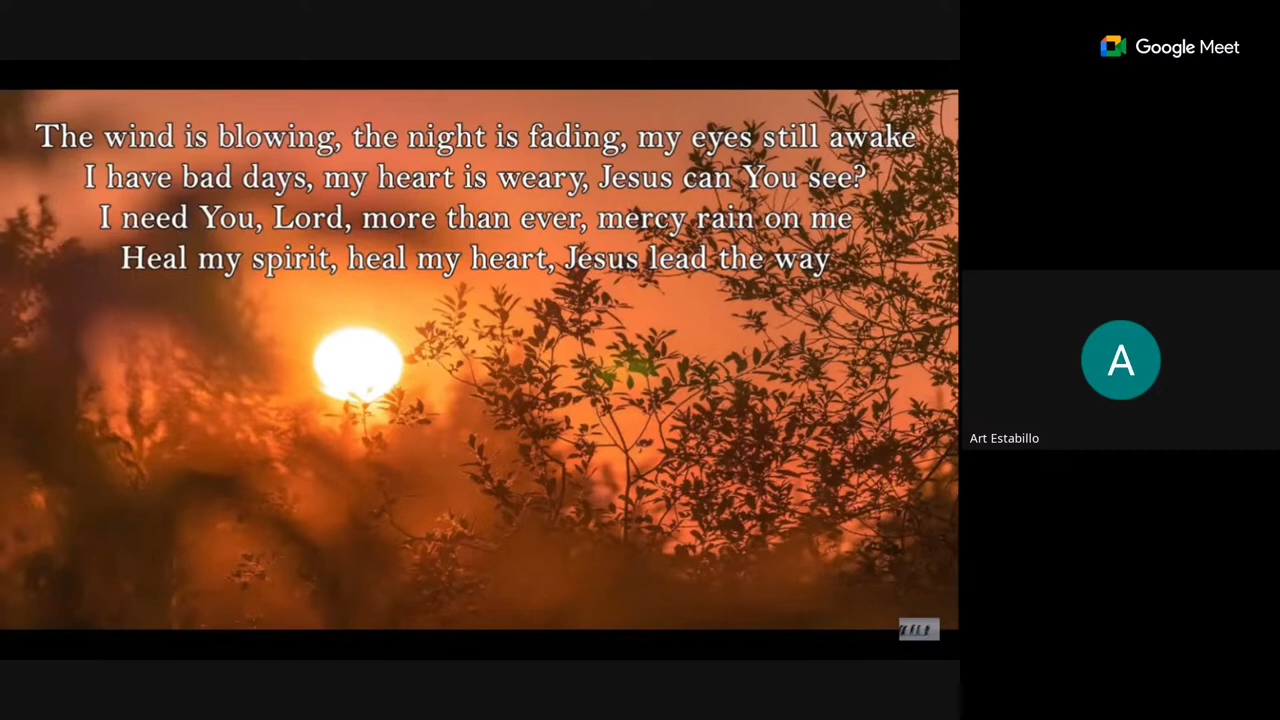 The wind is blowing, the night is fading, my eyes still awake
I have bad days, my heart is weary, Jesus can You see?
I need You, Lord, more than ever, mercy rain on me
Heal my spirit, heal my heart, Jesus lead the way
Google Meet
A
Art Estabillo